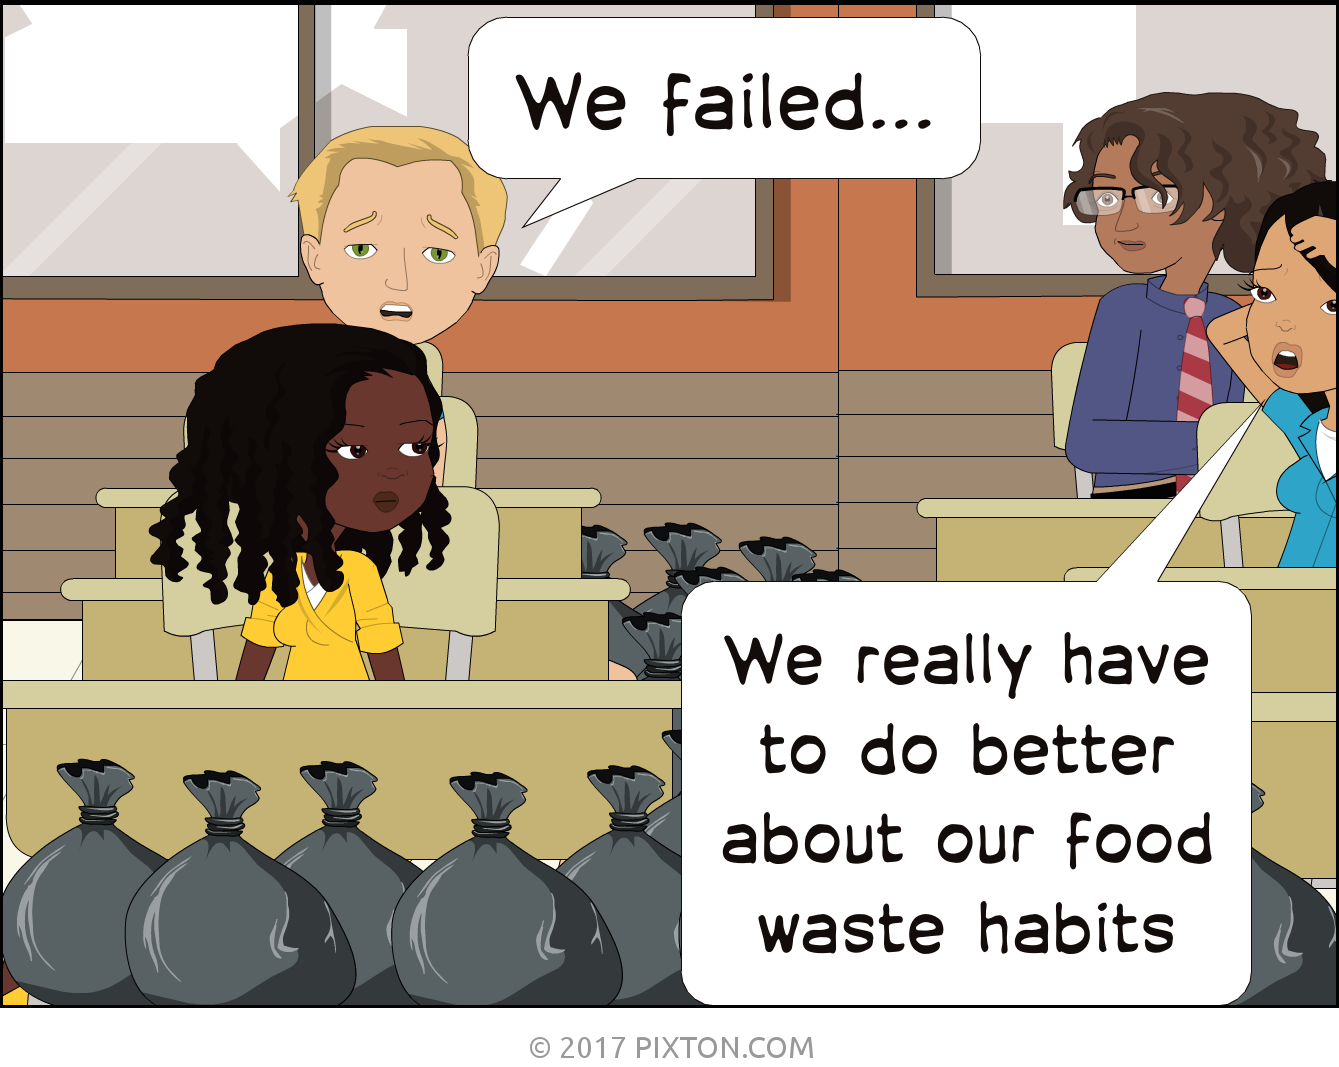 We failed...
We really have
to do better
about our food
waste habits
© 2017 PIXTON.COM